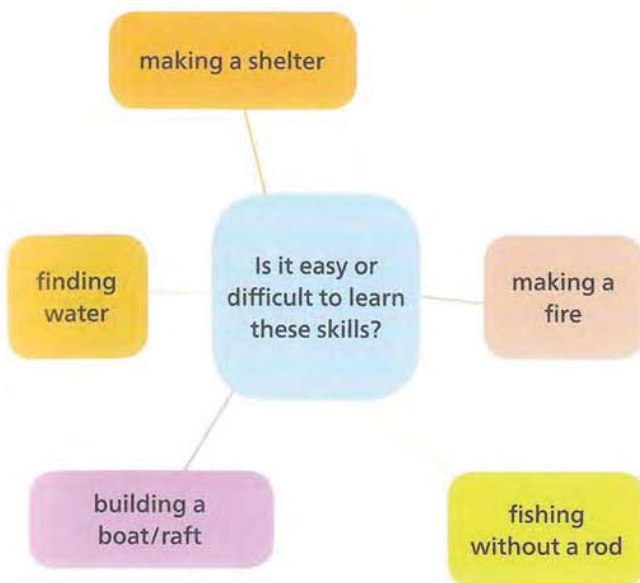 making a shelter
Is it easy or
difficult to learn
these skills?
finding
water
making a
fire
building a
boat/raft
fishing
without a rod